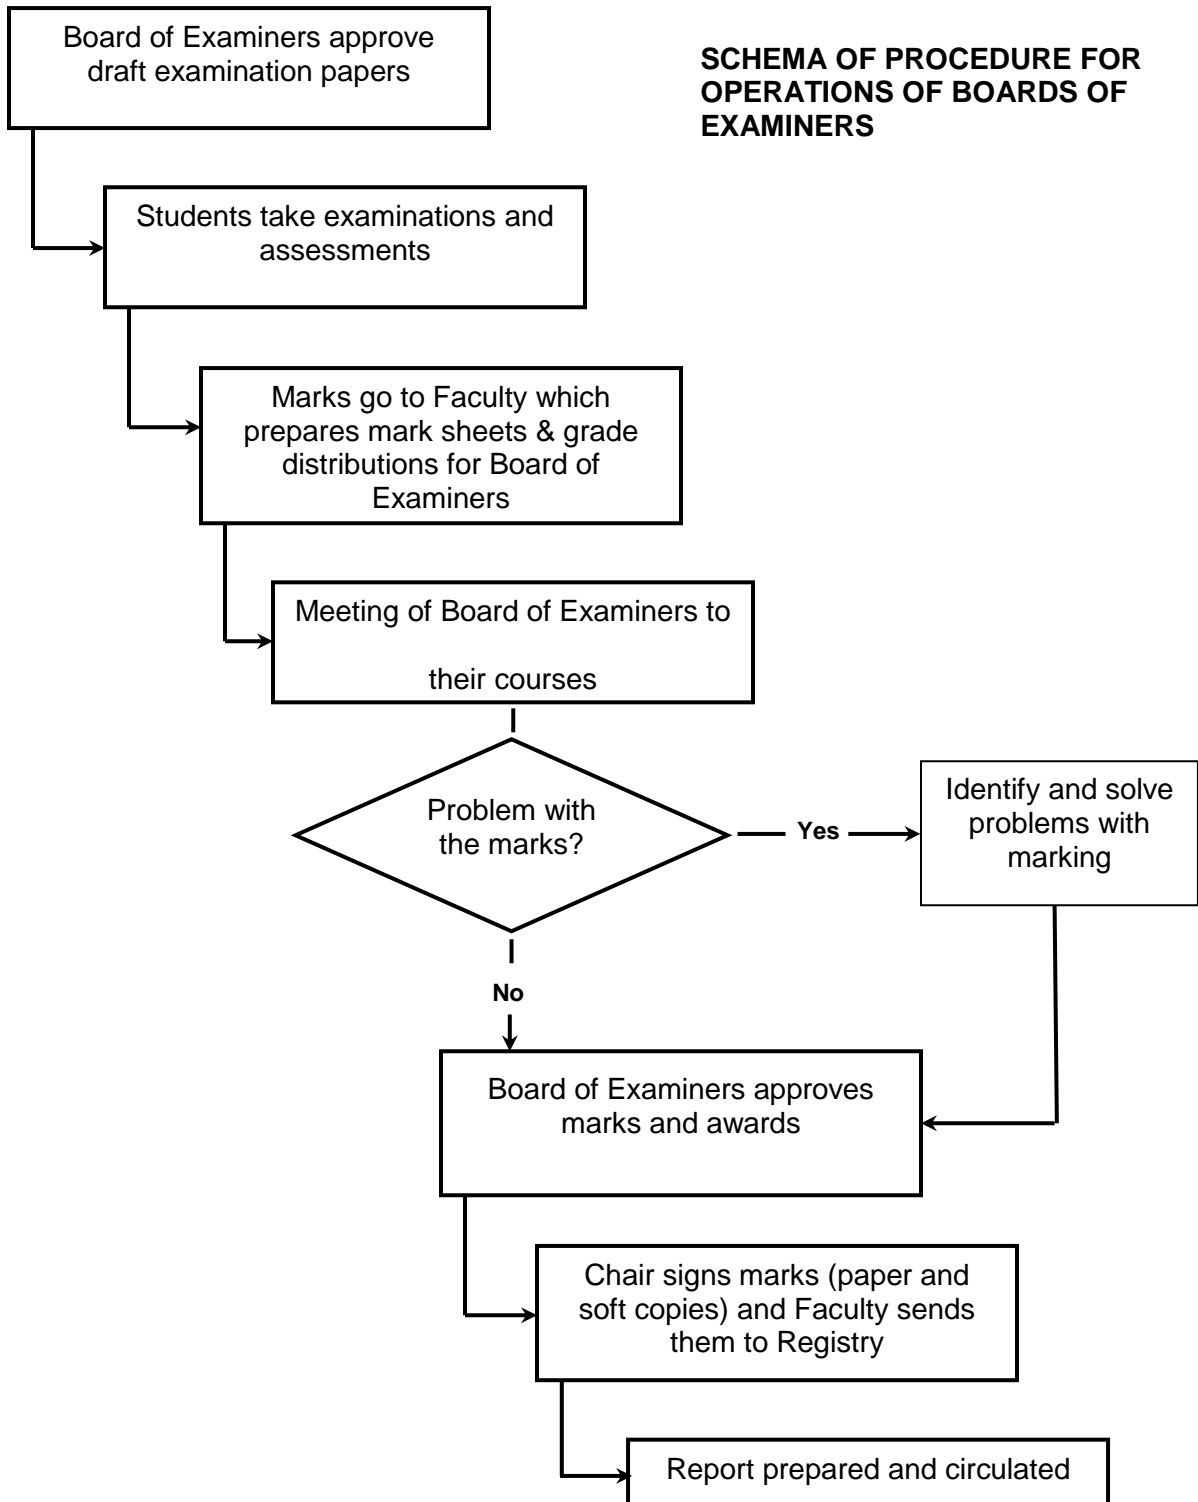 Board of Examiners approve
draft examination papers
SCHEMA OF PROCEDURE FOR
OPERATIONS OF BOARDS OF
EXAMINERS
Students take examinations and
assessments
Marks go to Faculty which
prepares mark sheets & grade
distributions for Board of
Examiners
Meeting of Board of Examiners to
their courses
Problem with
the marks?
Yes
Identify and solve
problems with
marking
No
Board of Examiners approves
marks and awards
Chair signs marks (paper and
soft copies) and Faculty sends
them to Registry
Report prepared and circulated